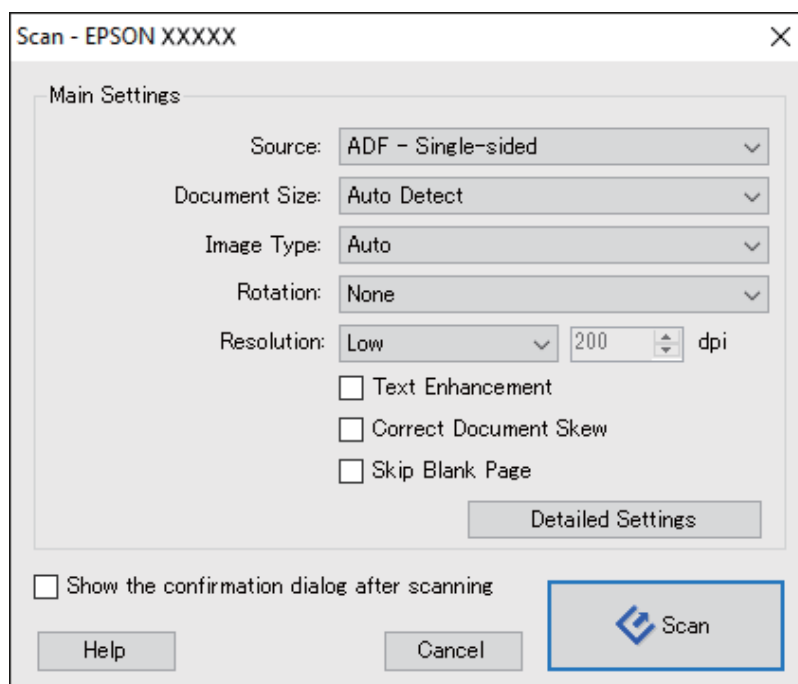 Scan - EPSON XXXXX
Main Settings
Source: ADF - Single-sided
Document Size: Auto Detect
Image Type: Auto
Rotation: None
Resolution: Low 200 dpi
Text Enhancement
Correct Document Skew
Skip Blank Page
Detailed Settings
Show the confirmation dialog after scanning
Help Cancel Scan